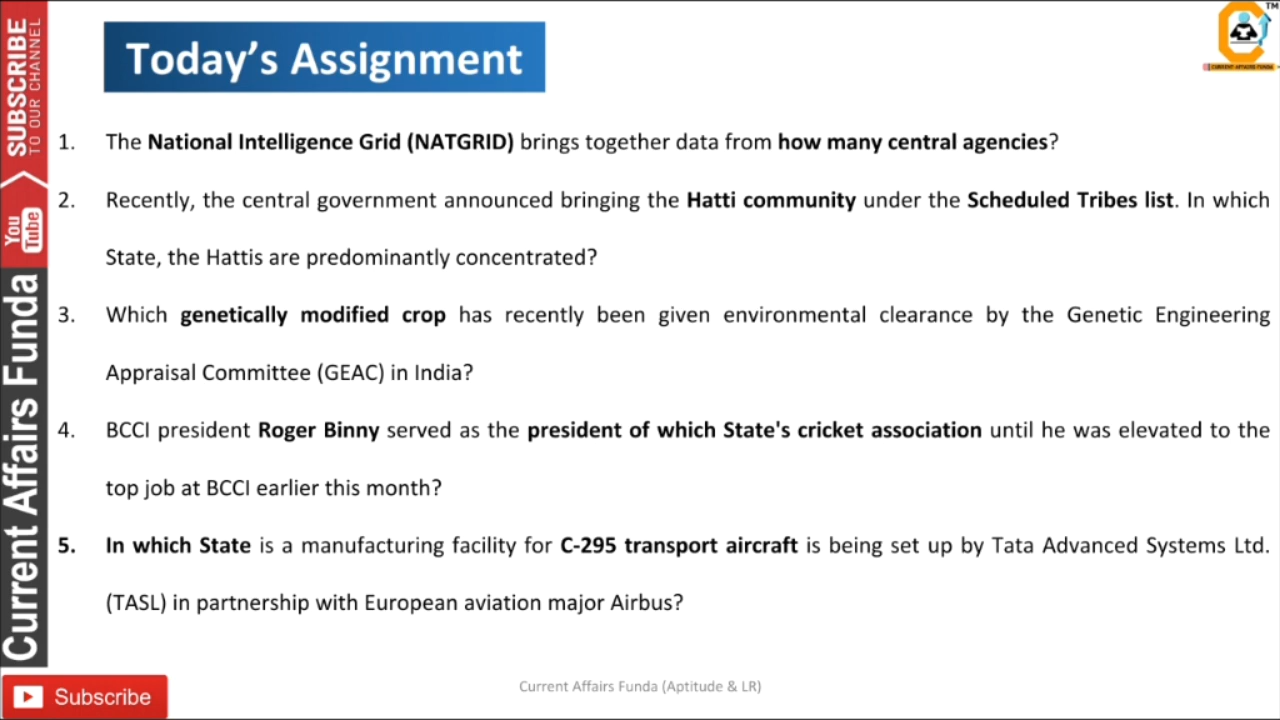 Today's Assignment
TM
CURRENT AFFAIRS FUNDA
SUBSCRIBE
TO OUR CHANNEL
You
Tube
Current Affairs Funda
1. The National Intelligence Grid (NATGRID) brings together data from how many central agencies?
2. Recently, the central government announced bringing the Hatti community under the Scheduled Tribes list. In which
State, the Hattis are predominantly concentrated?
3. Which genetically modified crop has recently been given environmental clearance by the Genetic Engineering
Appraisal Committee (GEAC) in India?
4. BCCI president Roger Binny served as the president of which State's cricket association until he was elevated to the
top job at BCCI earlier this month?
5. In which State is a manufacturing facility for C-295 transport aircraft is being set up by Tata Advanced Systems Ltd.
(TASL) in partnership with European aviation major Airbus?
Subscribe
Current Affairs Funda (Aptitude & LR)